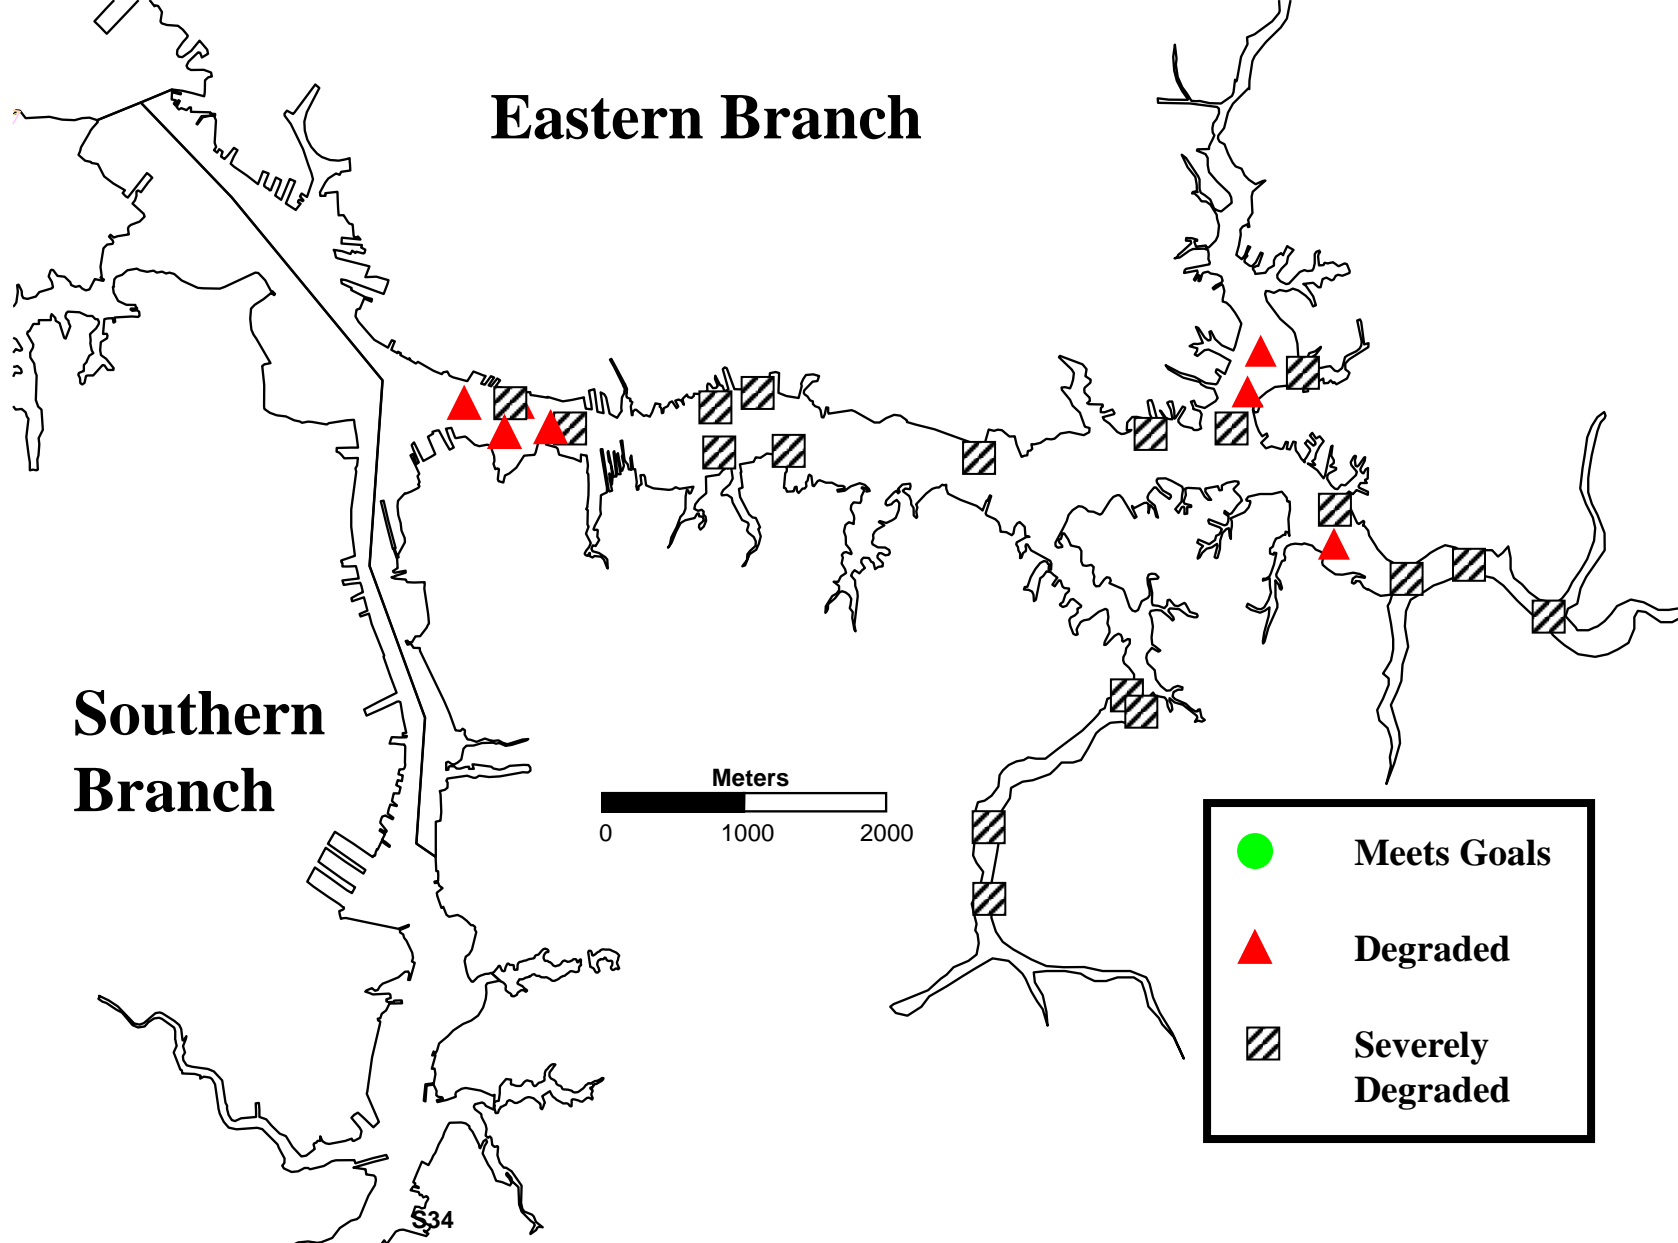 Eastern Branch
Southern
Branch
Meters
0 1000 2000
Meets Goals
Degraded
Severely
Degraded
S34